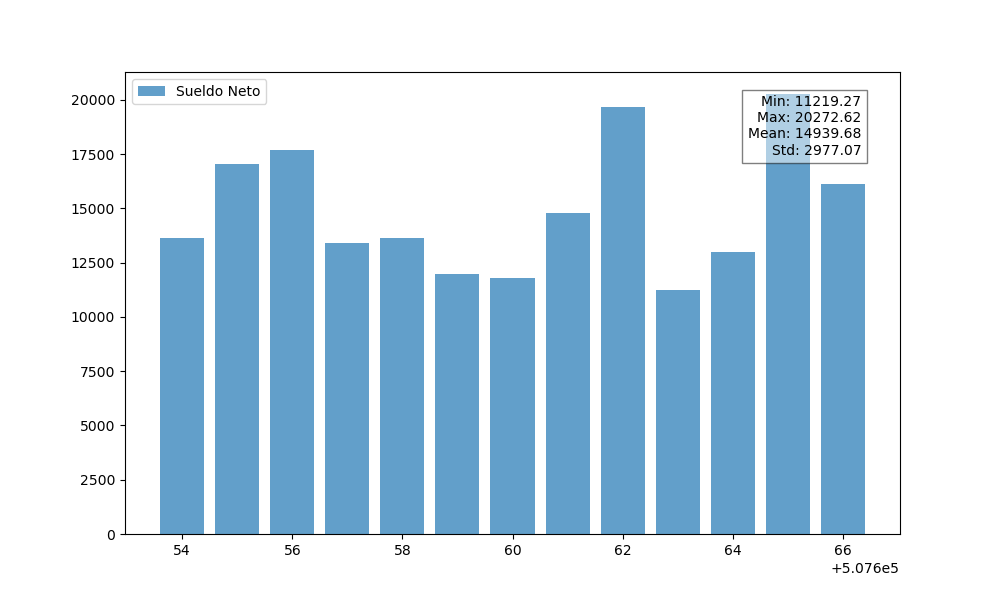 Sueldo Neto
Min: 11219.27
Max: 20272.62
Mean: 14939.68
Std: 2977.07
20000
17500
15000
12500
10000
7500
5000
2500
0
54 56 58 60 62 64 66
+5.076e5